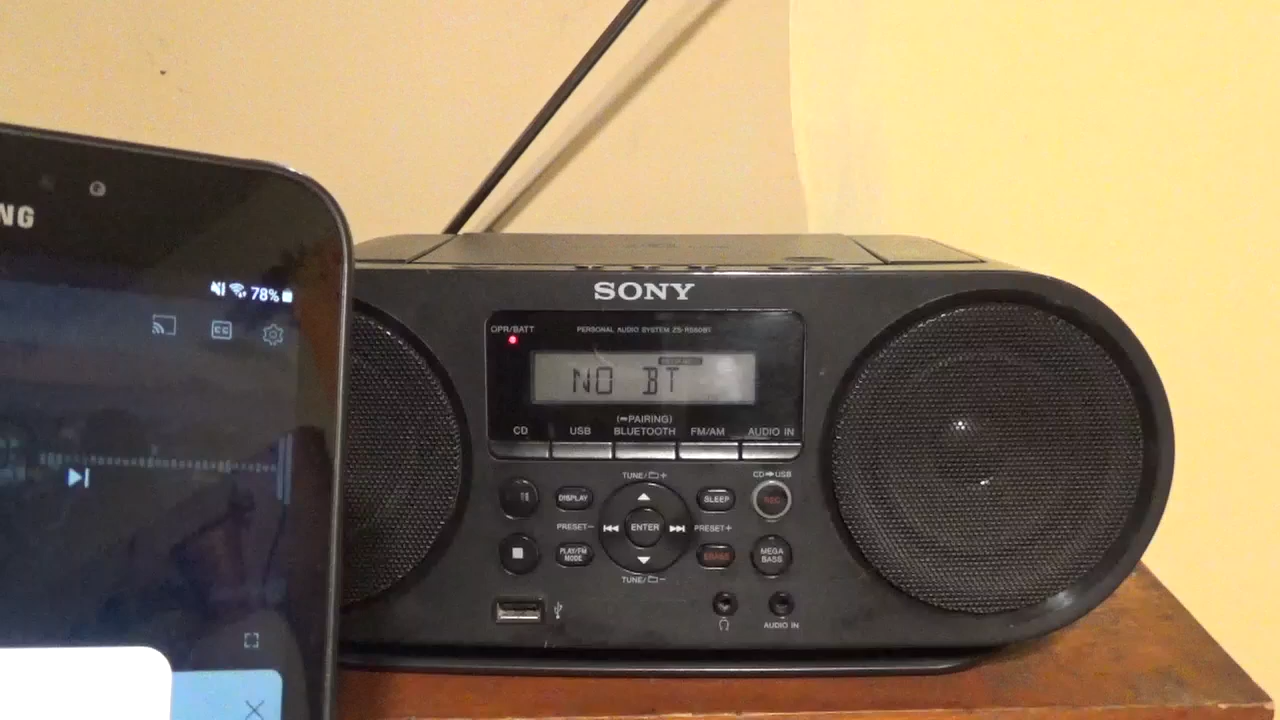 NG
78%
CC
SONY
OPR/BATT
PERSONAL AUDIO SYSTEM ZS-RS60BT
NO BT
(PAIRING)
CD USB BLUETOOTH FM/AM AUDIO IN
TUNE/ +
CD USB
DISPLAY SLEEP REC
PRESET− ENTER PRESET+
PLAY/FM MODE ERASE MEGA BASS
TUNE/ −
AUDIO IN